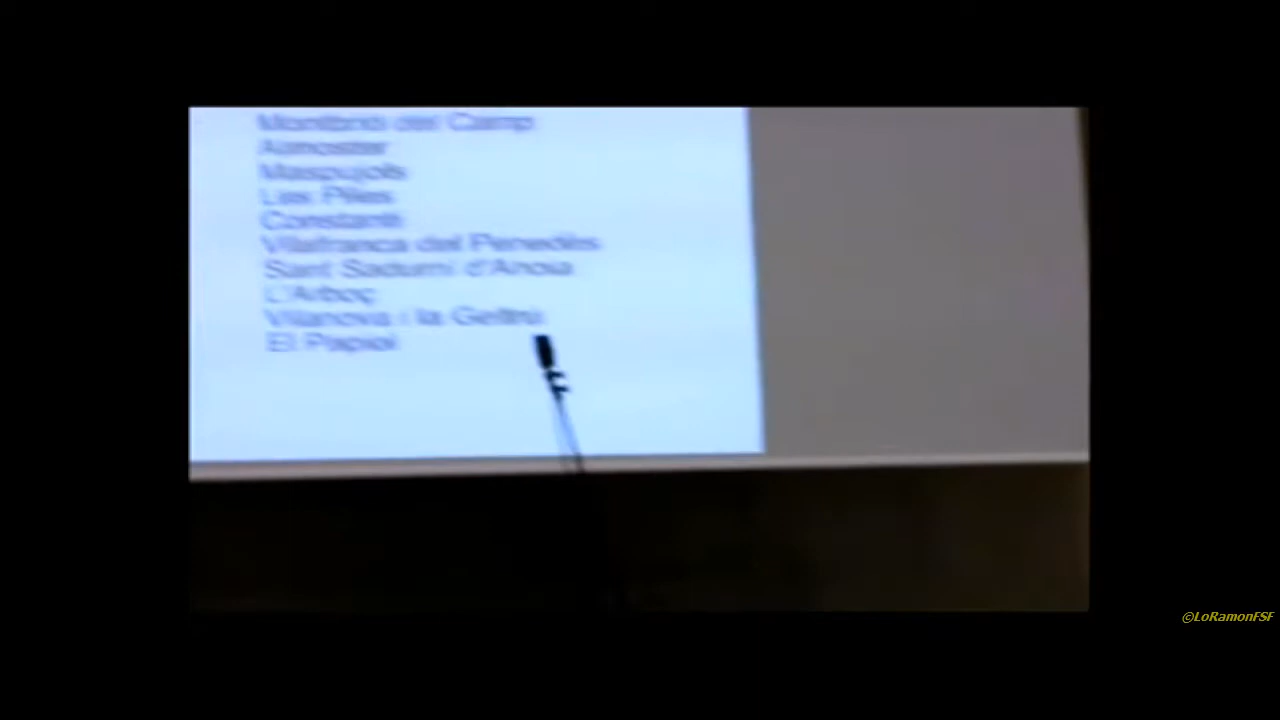 Montbrió del Camp
Almoster
Maspujols
Les Piles
Constantí
Vilafranca del Penedès
Sant Sadurní d'Anoia
L'Arboç
Vilanova i la Geltrú
El Papiol
©LoRamonFSF